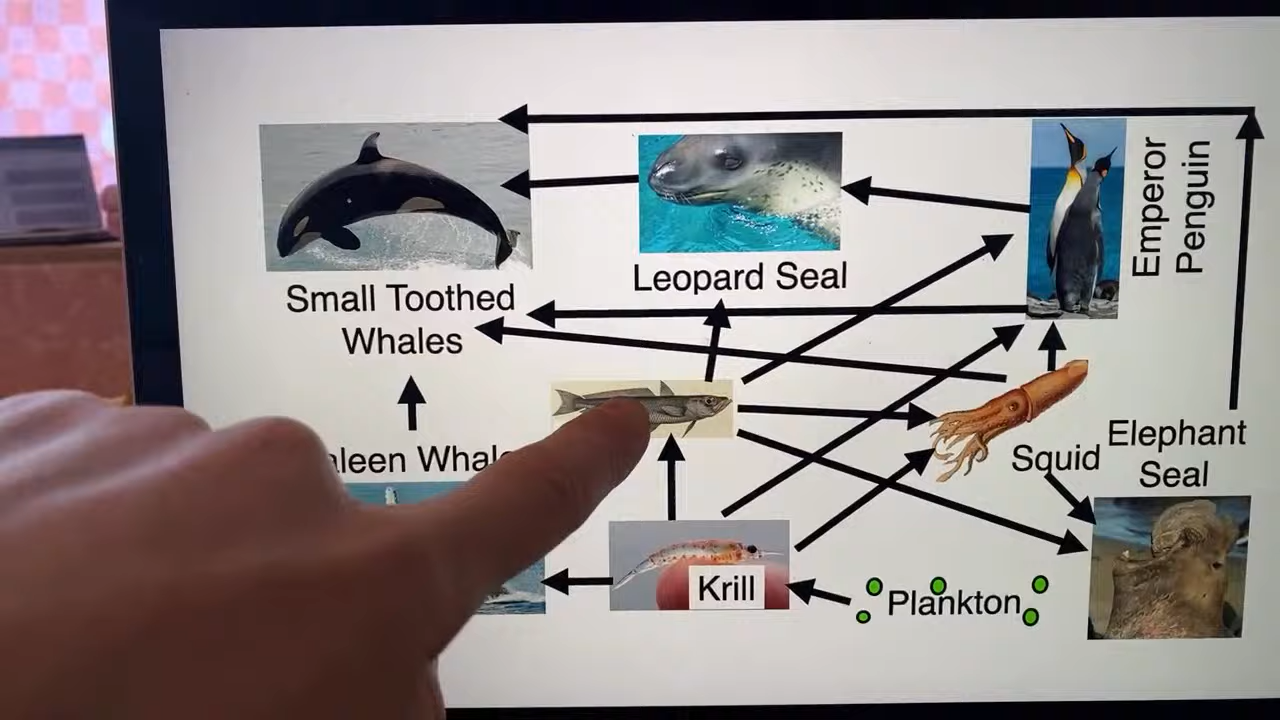 Emperor
Penguin
Leopard Seal
Small Toothed
Whales
Elephant
Seal
Squid
Krill
Plankton